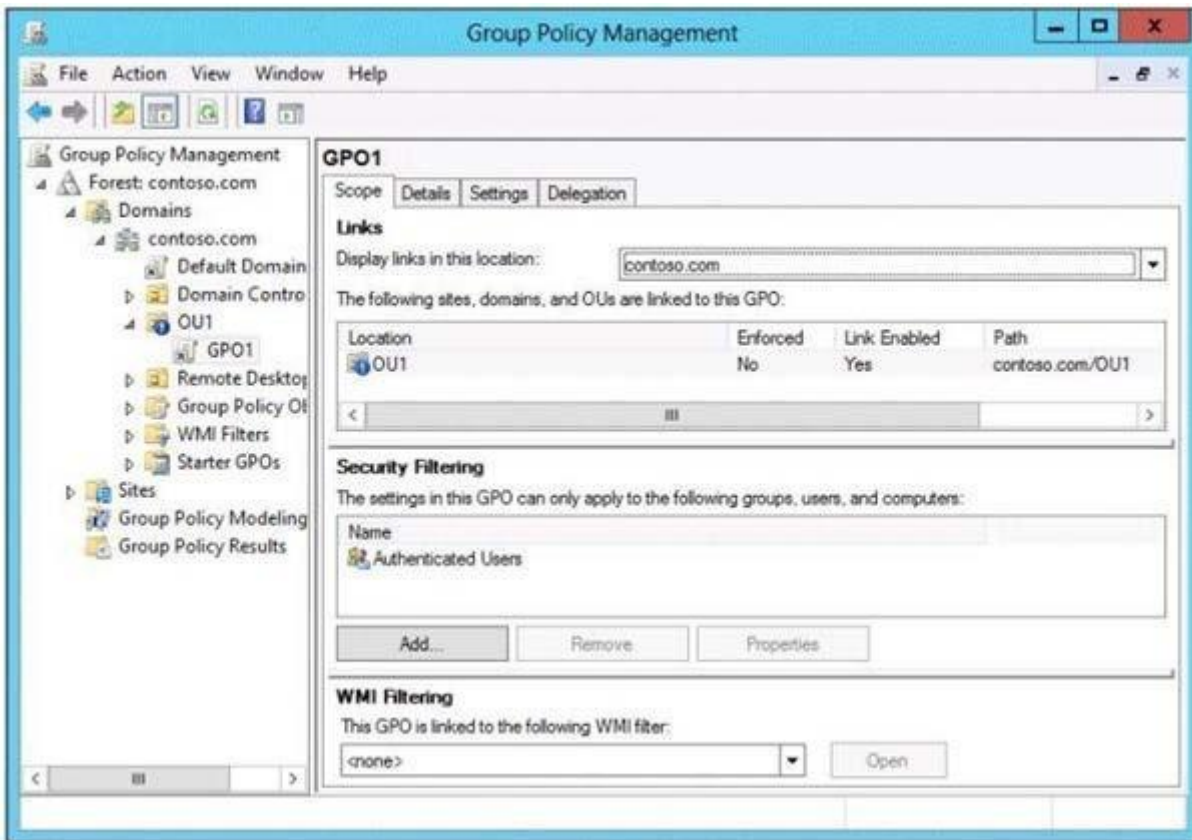 Group Policy Management
File Action View Window Help
Group Policy Management
Forest: contoso.com
Domains
contoso.com
Default Domain
Domain Contro
OU1
GPO1
Remote Desktop
Group Policy Ob
WMI Filters
Starter GPOs
Sites
Group Policy Modeling
Group Policy Results
GPO1
Scope Details Settings Delegation
Links
Display links in this location: contoso.com
The following sites, domains, and OUs are linked to this GPO:
Location Enforced Link Enabled Path
OU1 No Yes contoso.com/OU1
Security Filtering
The settings in this GPO can only apply to the following groups, users, and computers:
Name
Authenticated Users
Add... Remove Properties
WMI Filtering
This GPO is linked to the following WMI filter:
<none> Open